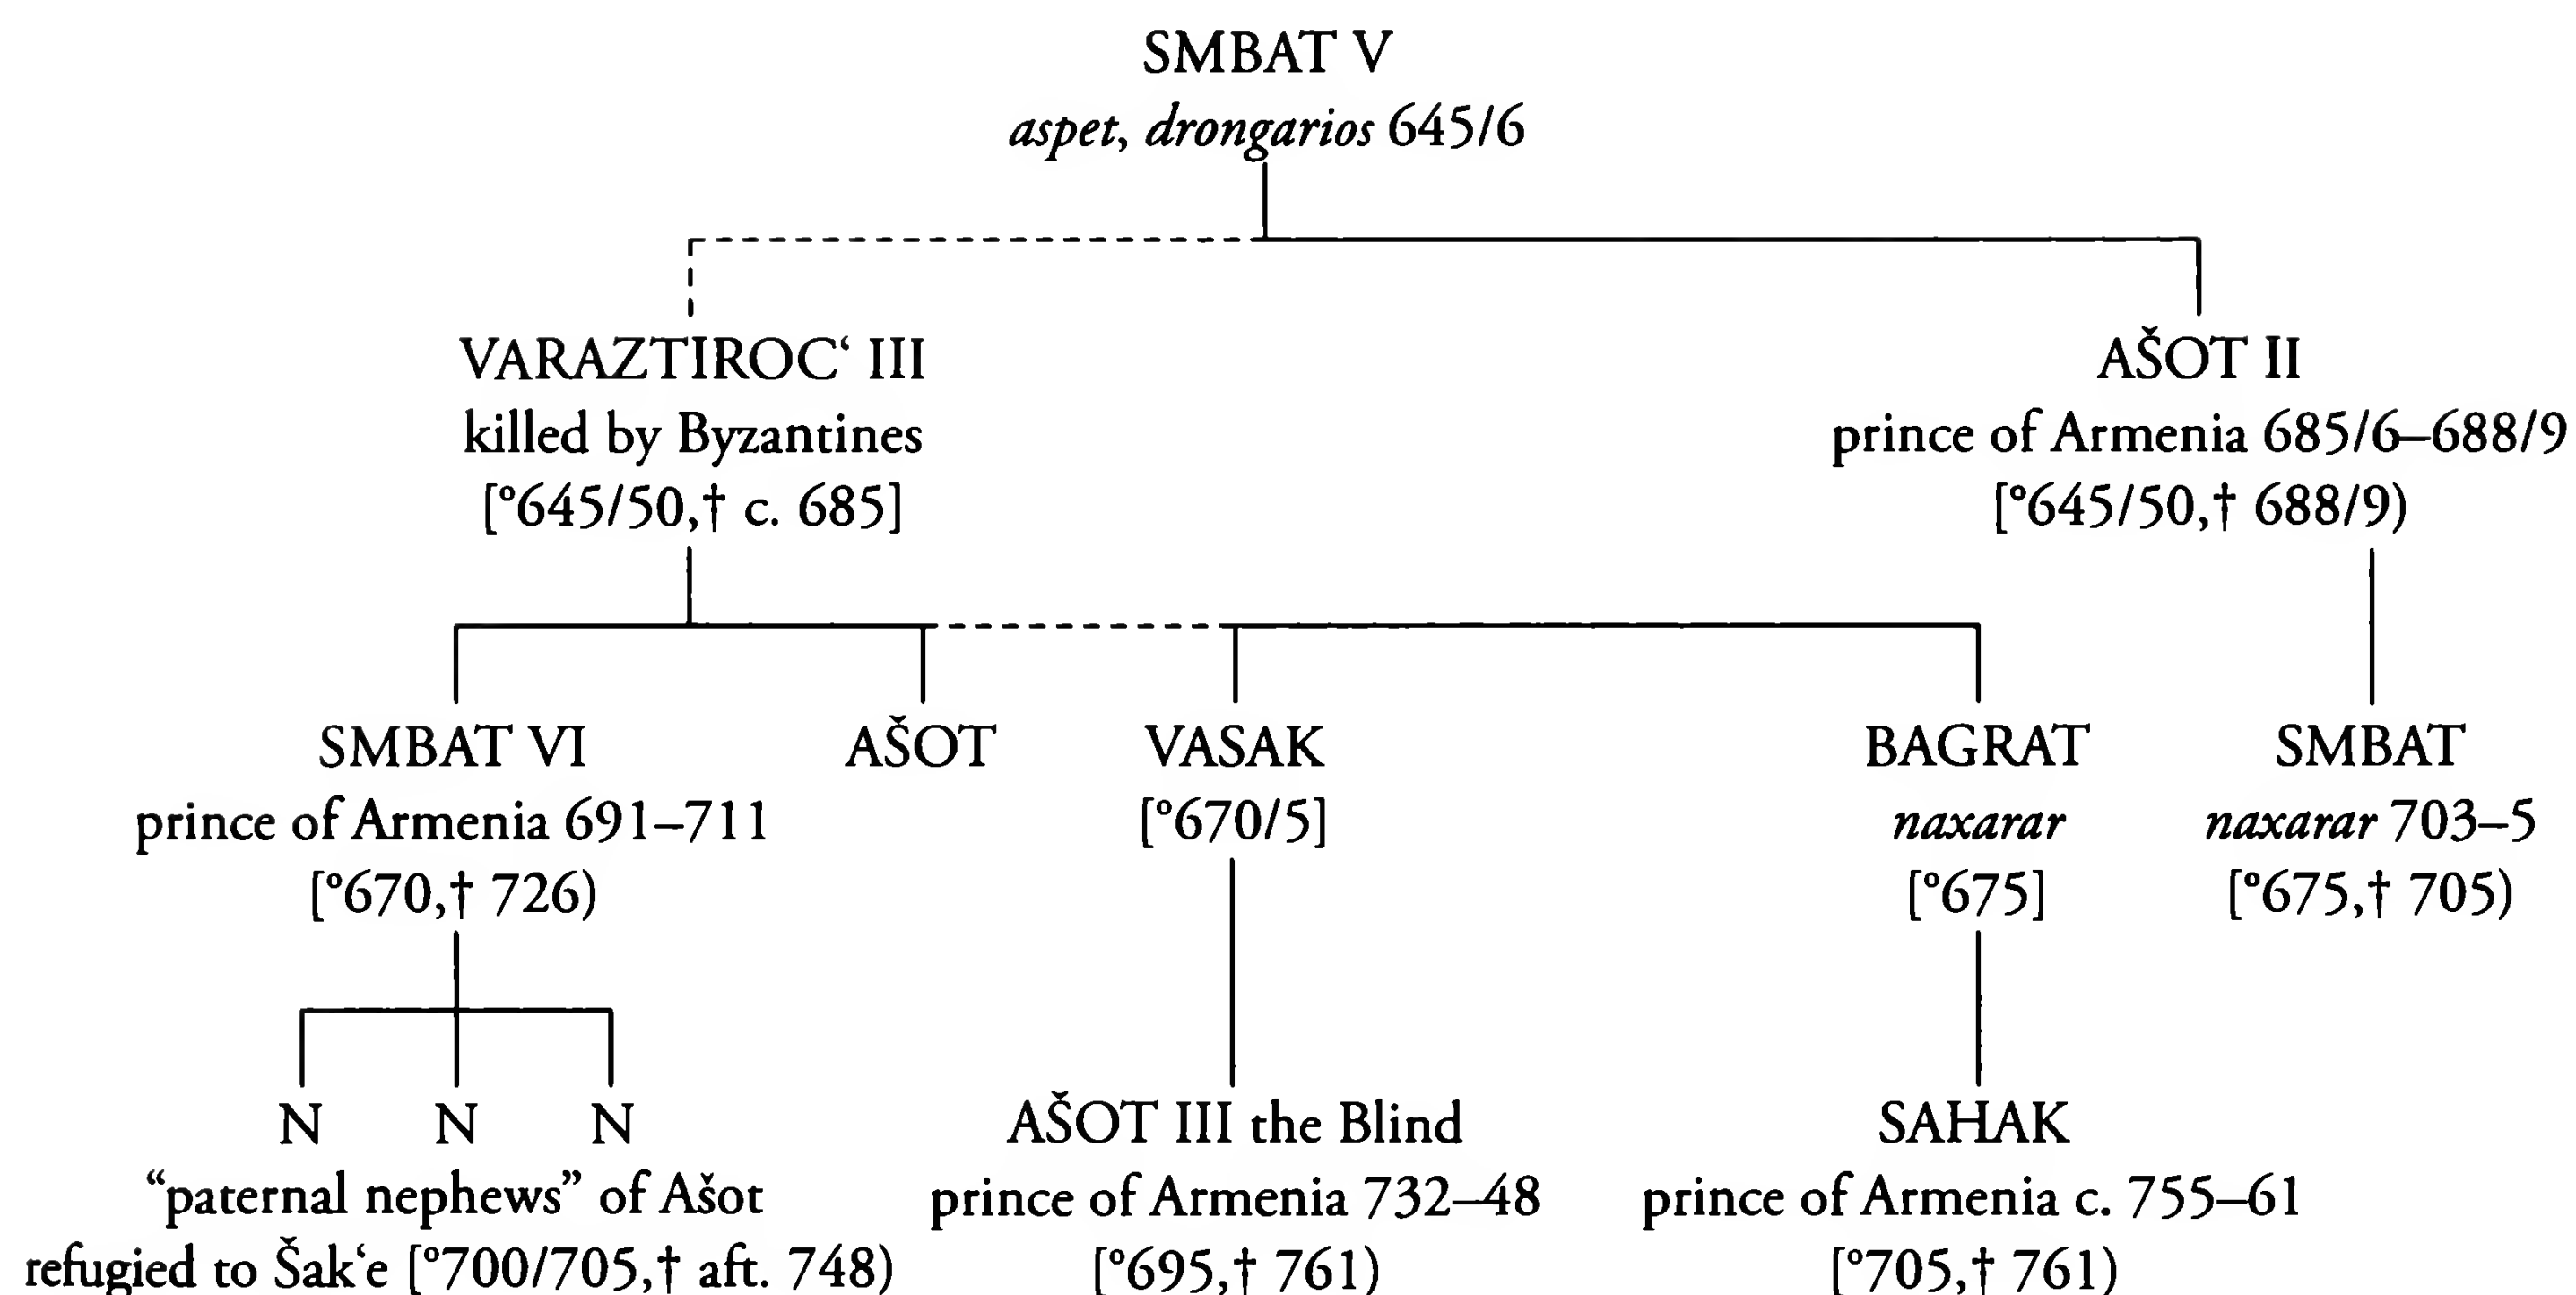 SMBAT V
aspet, drongarios 645/6
VARAZTIROC‘ III
killed by Byzantines
[°645/50,† c. 685]
AŠOT II
prince of Armenia 685/6–688/9
[°645/50,† 688/9)
SMBAT VI
prince of Armenia 691–711
[°670,† 726)
AŠOT
VASAK
[°670/5]
BAGRAT
naxarar
[°675]
SMBAT
naxarar 703–5
[°675,† 705)
N N N
“paternal nephews” of Ašot
refugied to Šak‘e [°700/705,† aft. 748)
AŠOT III the Blind
prince of Armenia 732–48
[°695,† 761)
SAHAK
prince of Armenia c. 755–61
[°705,† 761)